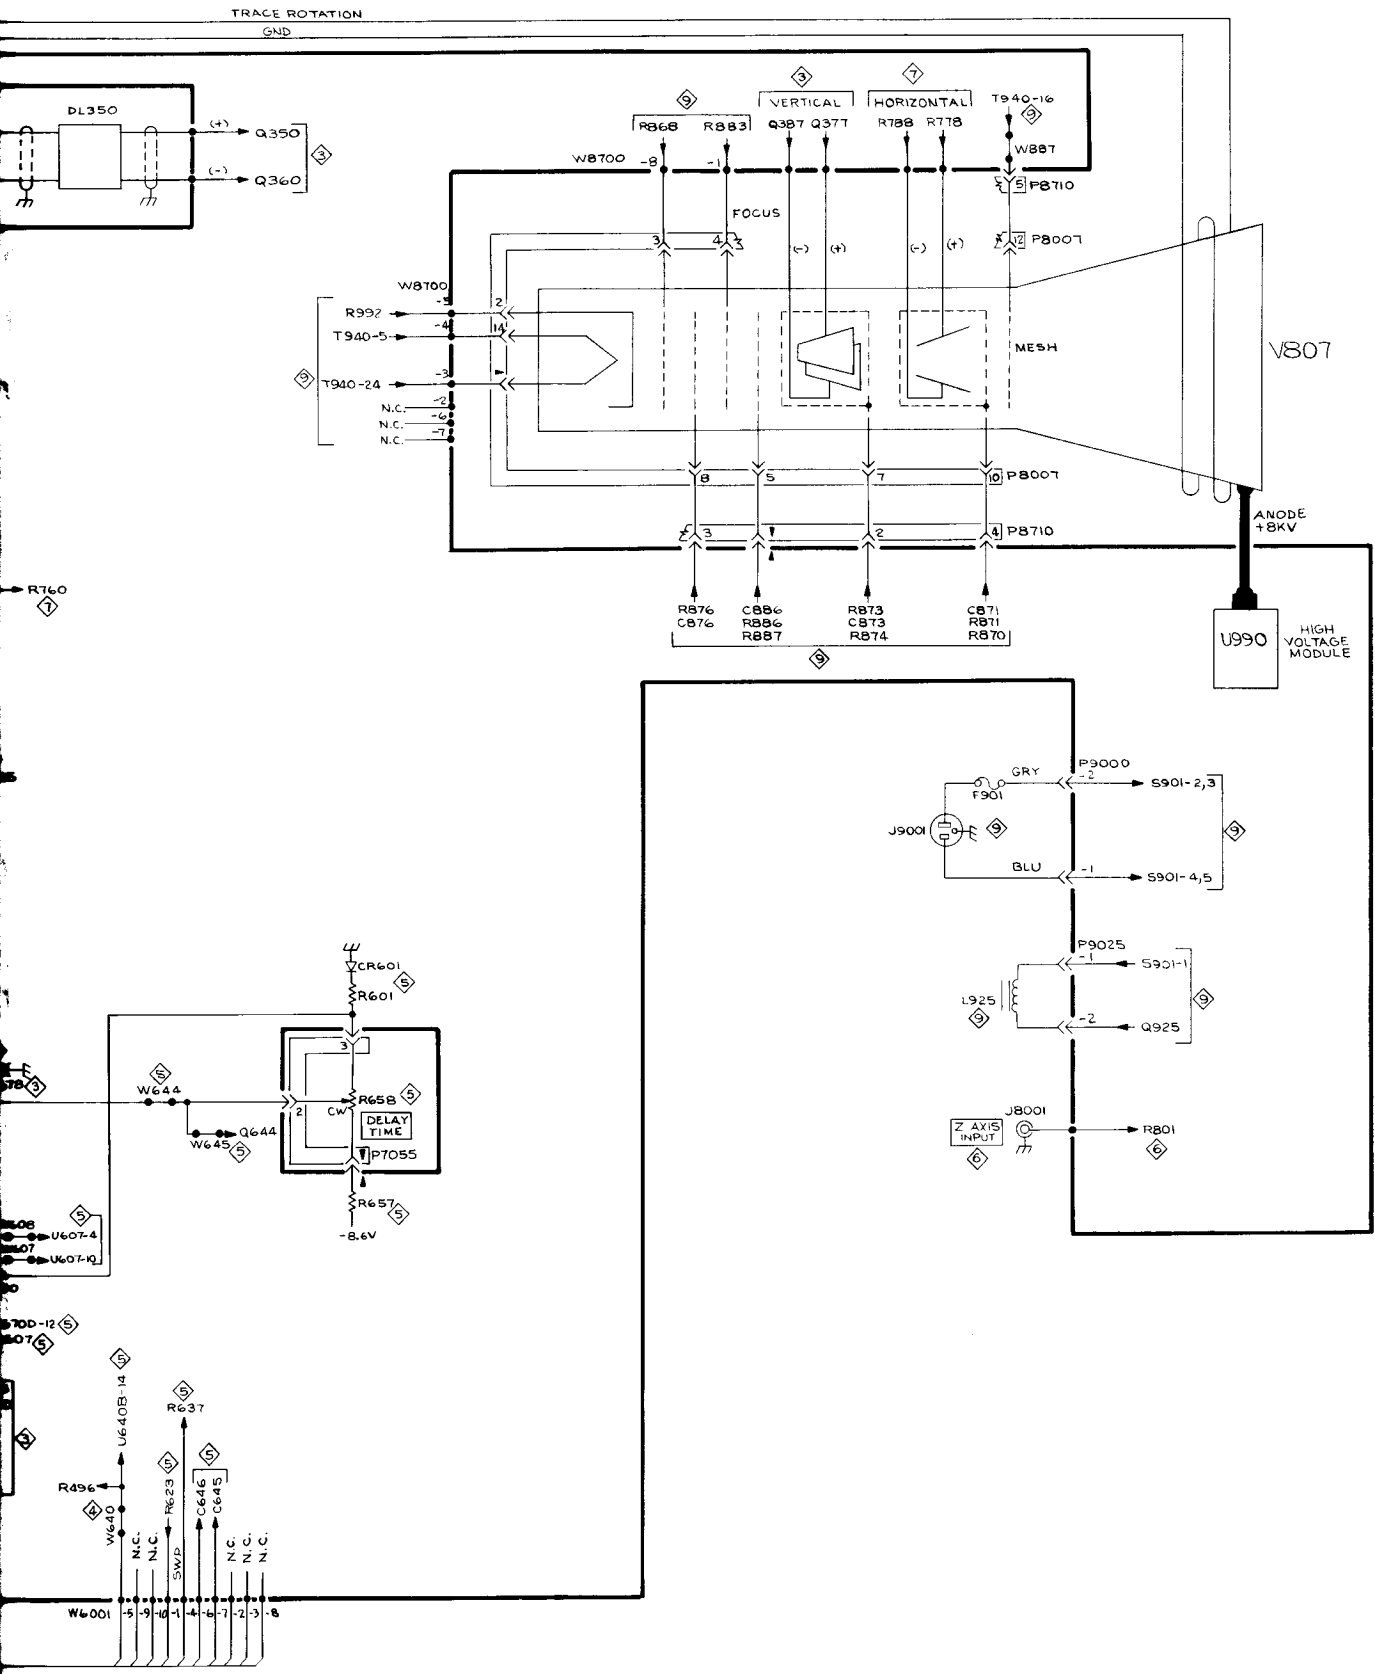 TRACE ROTATION
GND
DL350
(+)
Q350
(-)
Q360
3
9
R868 R883
W8700
-8
-1
3
VERTICAL
Q387 Q377
7
HORIZONTAL
R788 R778
T940-16
9
W887
5 P8710
FOCUS
3
4
(-)
(+)
(-)
(+)
12 P8007
W8700
-5
R992
2
-4
T940-5
14
-3
T940-24
9
-2
N.C.
-6
N.C.
-7
N.C.
MESH
V807
8
5
7
10 P8007
3
2
4 P8710
ANODE
+8KV
R876
C876
C886
R886
R887
R873
C873
R874
C871
R871
R870
9
U990
HIGH
VOLTAGE
MODULE
R760
7
P9000
GRY
-2
S901-2,3
F901
J9001
9
9
BLU
-1
S901-4,5
P9025
-1
S901-1
L925
9
9
-2
Q925
J8001
Z AXIS
INPUT
6
R801
6
CR601
5
R601
3
5
W644
R658
5
2
CW
DELAY
TIME
W645
Q644
5
P7055
R657
5
-8.6V
3
5
U607-4
U607-10
70D-12 5
5
3
5
U640B-14
R496
4
W640
N.C.
N.C.
5
R623
SWP
5
R637
5
C646
C645
N.C.
N.C.
N.C.
W6001
-5 -9 -10 -1 -4 -6 -7 -2 -3 -8